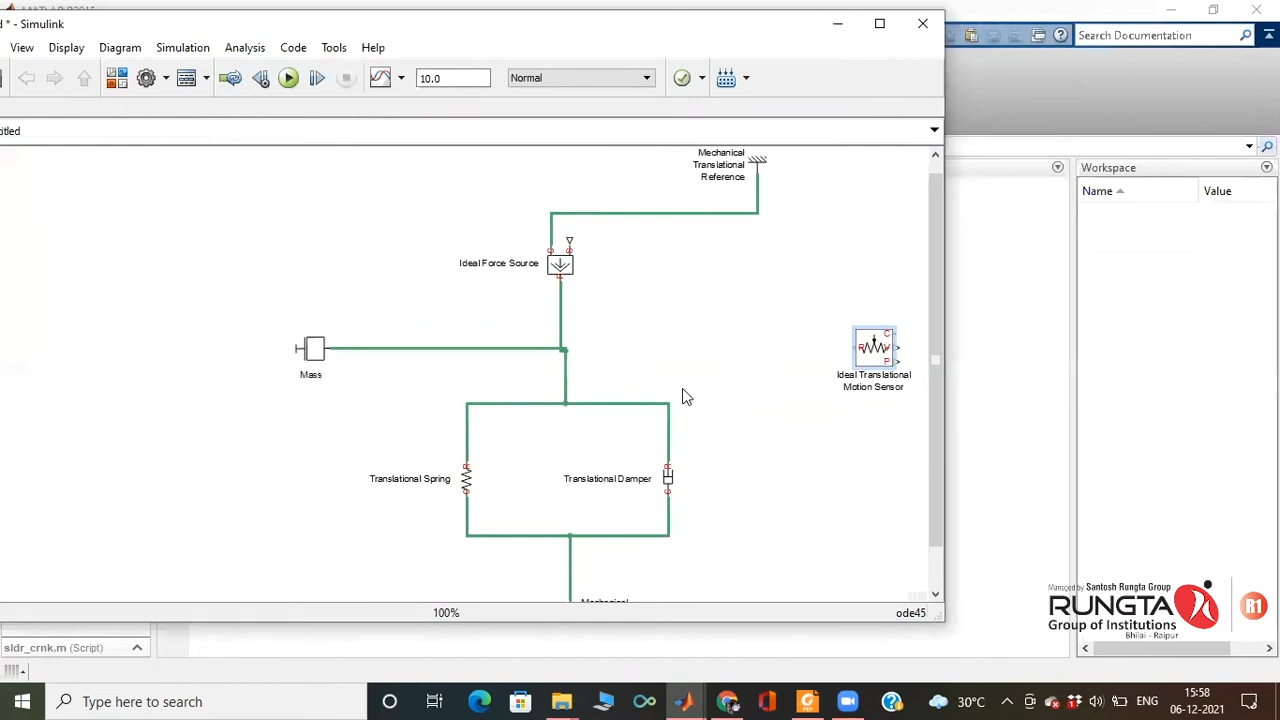 d * - Simulink
View Display Diagram Simulation Analysis Code Tools Help
10.0
Normal
Search Documentation
titled
Mechanical
Translational
Reference
Ideal Force Source
Mass
Translational Spring
Translational Damper
R
C
R
C
C
R
V
P
Ideal Translational
Motion Sensor
Mechanical
100%
ode45
Workspace
Name
Value
sldr_crnk.m (Script)
Managed by Santosh Rungta Group
RUNGTA
Group of Institutions
Bhilai - Raipur
R1
Type here to search
30°C
ENG
15:58
06-12-2021